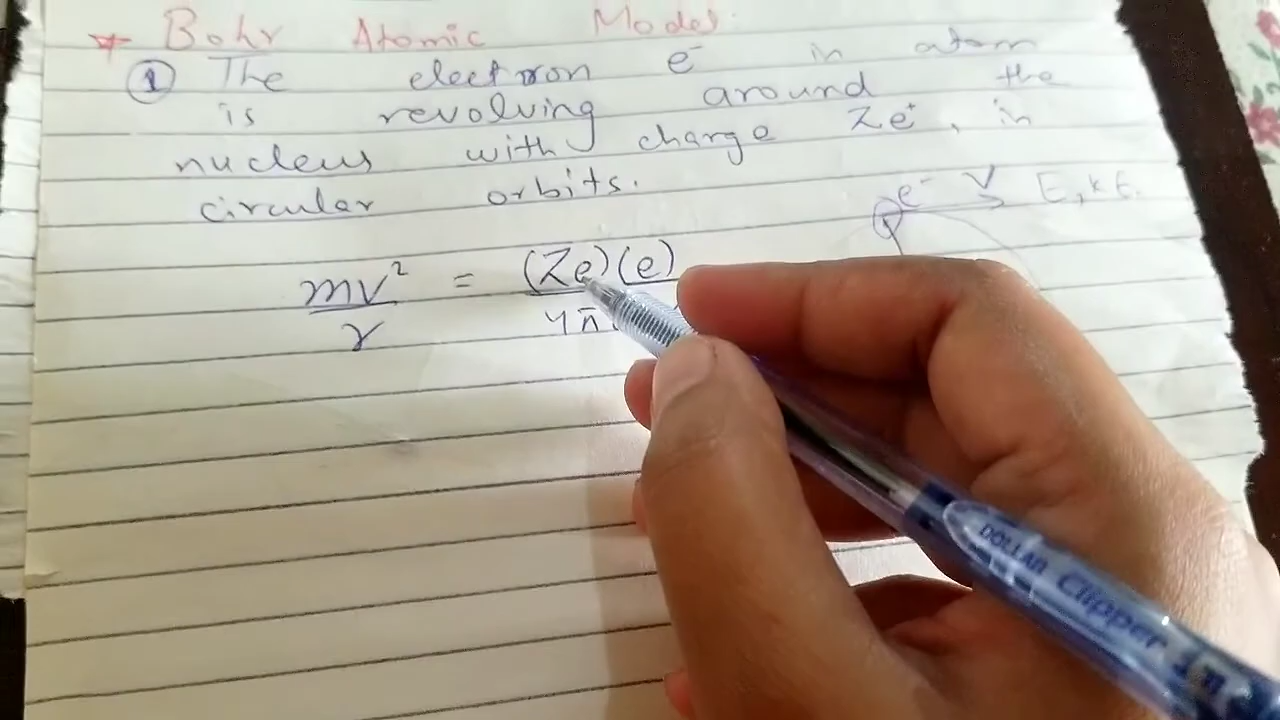 Bohr Atomic Model
① The electron e⁻ in atom
is revolving around the
nucleus with charge Ze⁺, in
circular orbits.
e⁻ V E, K.E.
mv² = (Ze)(e)
r 4π
DOLLAR Clipper